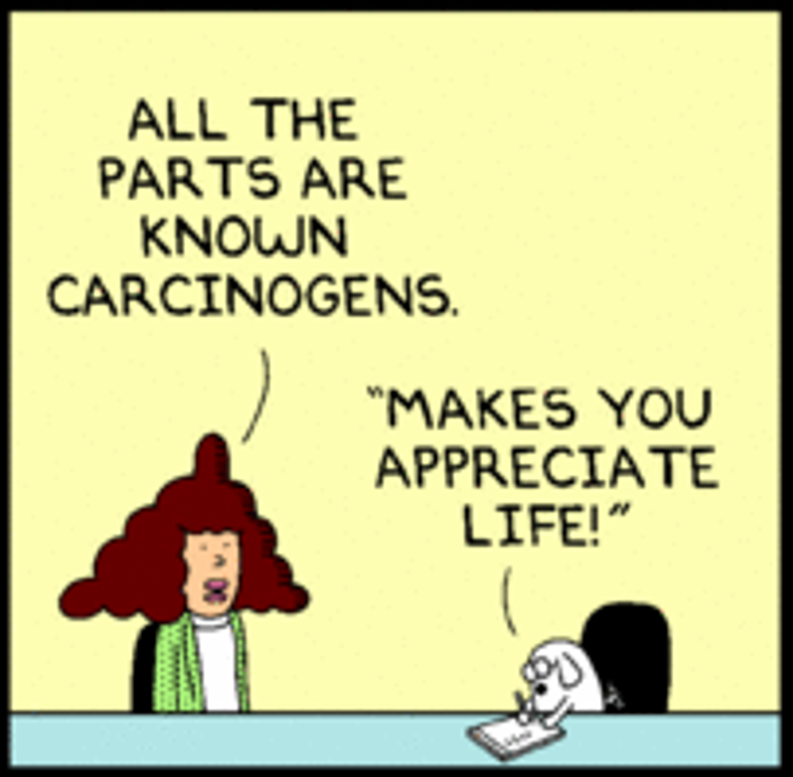 ALL THE
PARTS ARE
KNOWN
CARCINOGENS.
"MAKES YOU
APPRECIATE
LIFE!"